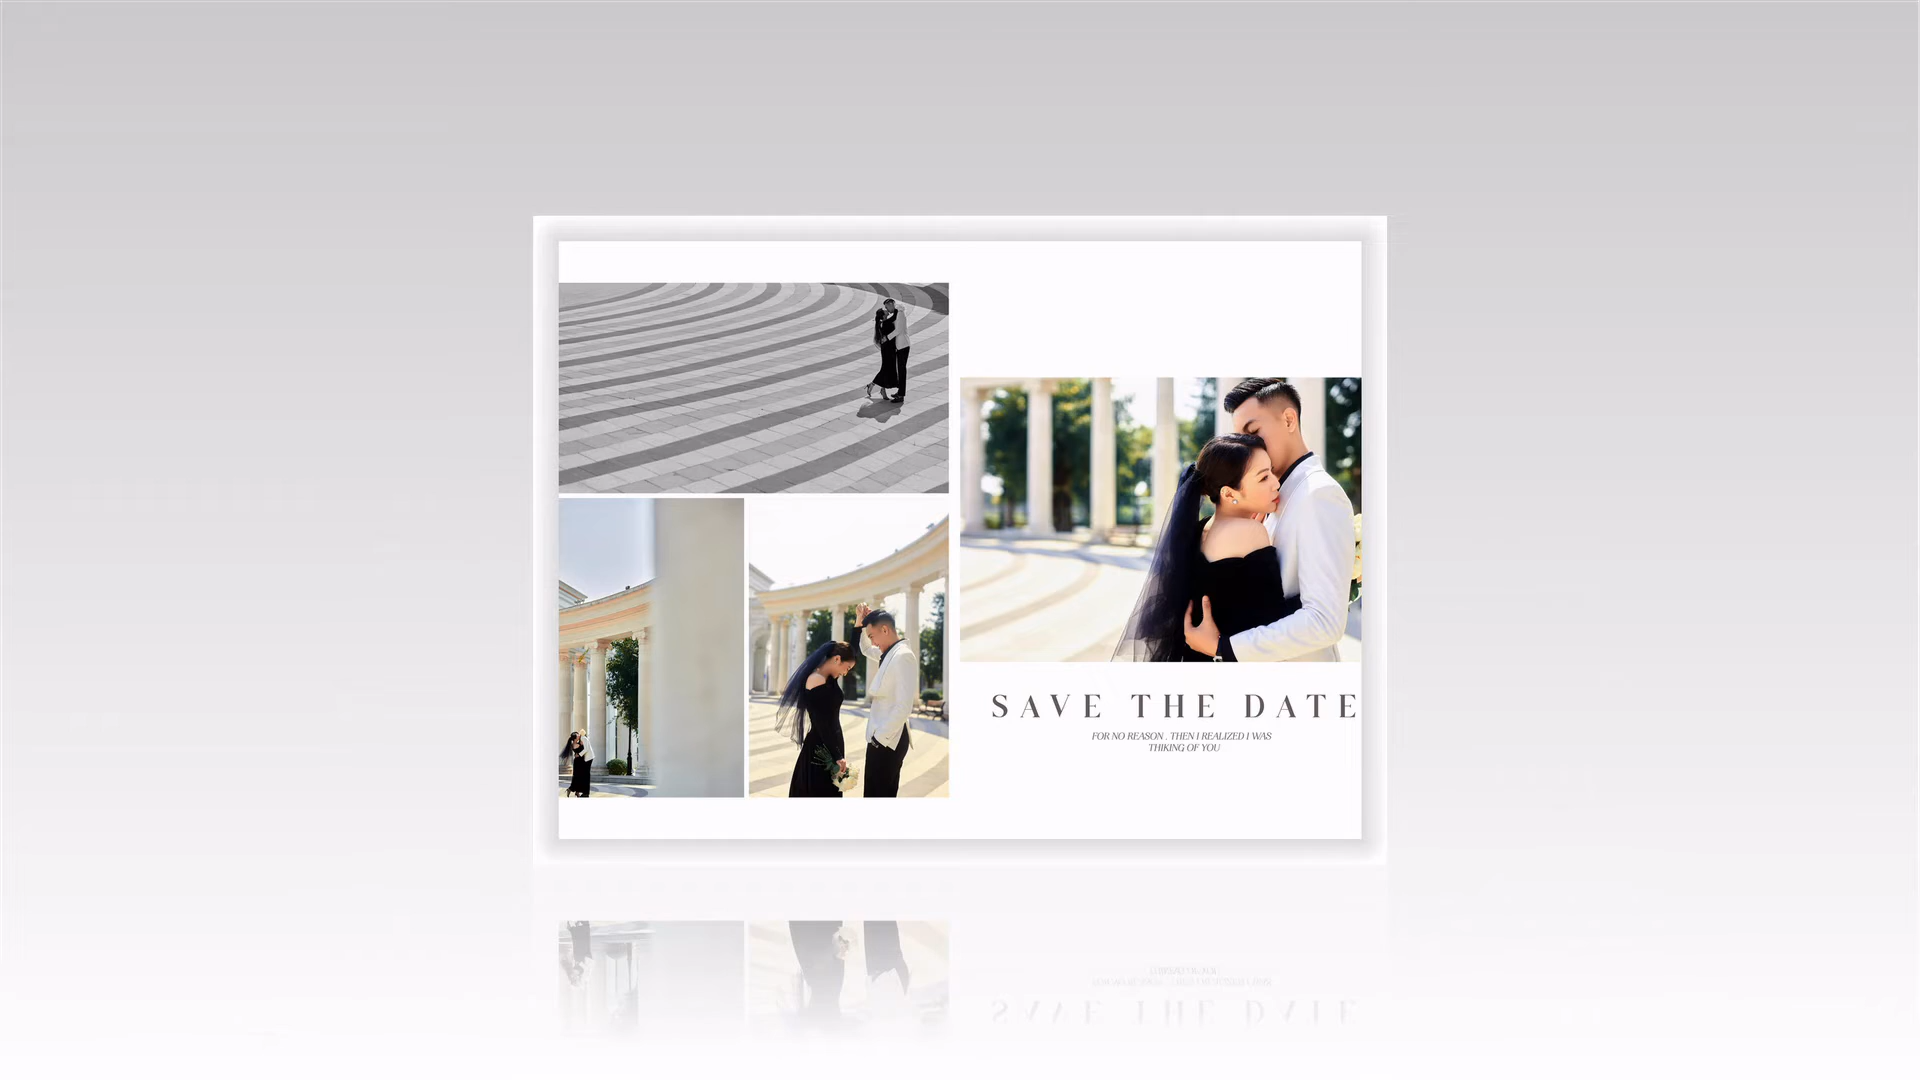 SAVE THE DATE
FOR NO REASON . THEN I REALIZED I WAS
THIKING OF YOU